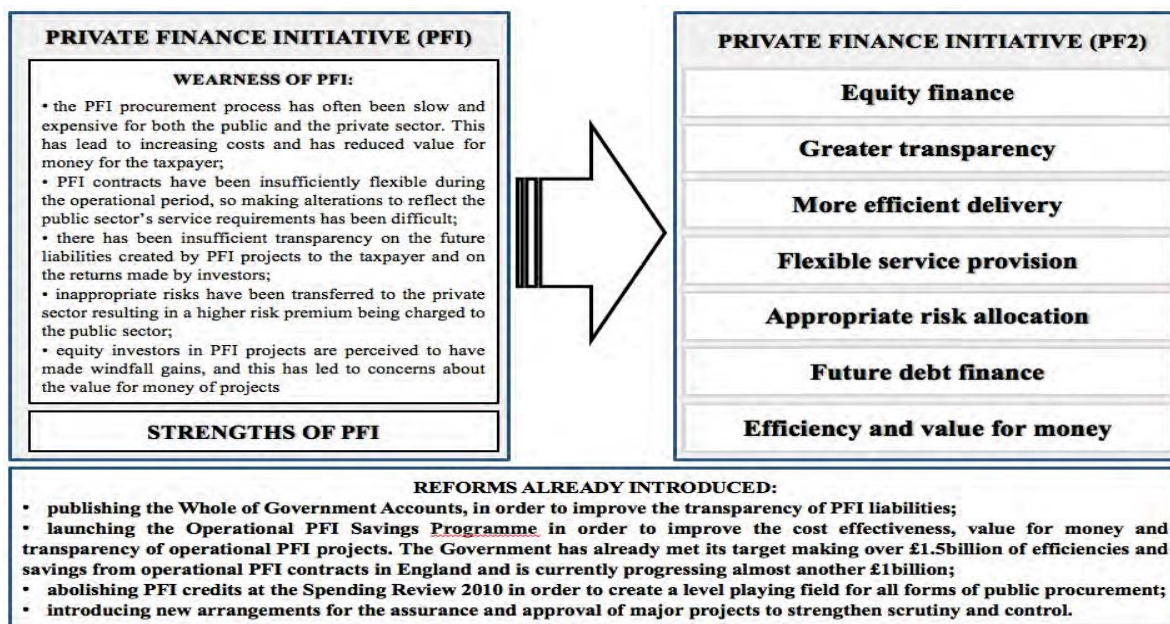 PRIVATE FINANCE INITIATIVE (PFI)
WEARNESS OF PFI:
• the PFI procurement process has often been slow and
expensive for both the public and the private sector. This
has lead to increasing costs and has reduced value for
money for the taxpayer;
• PFI contracts have been insufficiently flexible during
the operational period, so making alterations to reflect the
public sector's service requirements has been difficult;
• there has been insufficient transparency on the future
liabilities created by PFI projects to the taxpayer and on
the returns made by investors;
• inappropriate risks have been transferred to the private
sector resulting in a higher risk premium being charged to
the public sector;
• equity investors in PFI projects are perceived to have
made windfall gains, and this has led to concerns about
the value for money of projects
STRENGTHS OF PFI
PRIVATE FINANCE INITIATIVE (PF2)
Equity finance
Greater transparency
More efficient delivery
Flexible service provision
Appropriate risk allocation
Future debt finance
Efficiency and value for money
REFORMS ALREADY INTRODUCED:
• publishing the Whole of Government Accounts, in order to improve the transparency of PFI liabilities;
• launching the Operational PFI Savings Programme in order to improve the cost effectiveness, value for money and
transparency of operational PFI projects. The Government has already met its target making over £1.5billion of efficiencies and
savings from operational PFI contracts in England and is currently progressing almost another £1billion;
• abolishing PFI credits at the Spending Review 2010 in order to create a level playing field for all forms of public procurement;
• introducing new arrangements for the assurance and approval of major projects to strengthen scrutiny and control.